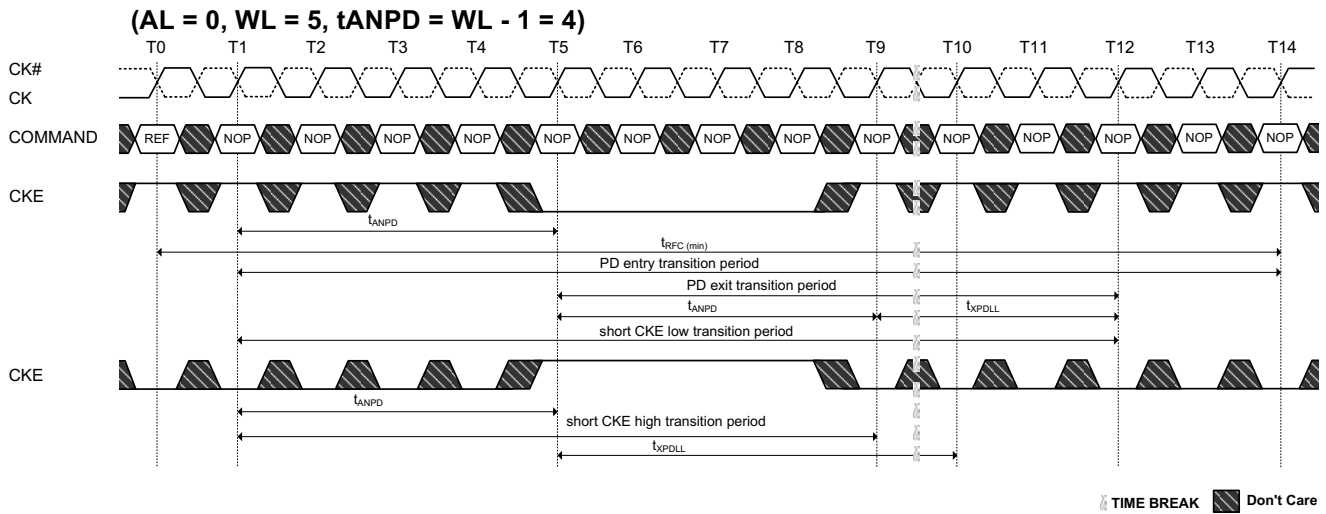 (AL = 0, WL = 5, tANPD = WL - 1 = 4)
T0 T1 T2 T3 T4 T5 T6 T7 T8 T9 T10 T11 T12 T13 T14
CK#
CK
COMMAND REF NOP NOP NOP NOP NOP NOP NOP NOP NOP NOP NOP NOP NOP NOP
CKE
tANPD
tRFC (min)
PD entry transition period
PD exit transition period
tANPD tXPDLL
short CKE low transition period
CKE
tANPD
short CKE high transition period
tXPDLL
TIME BREAK Don't Care